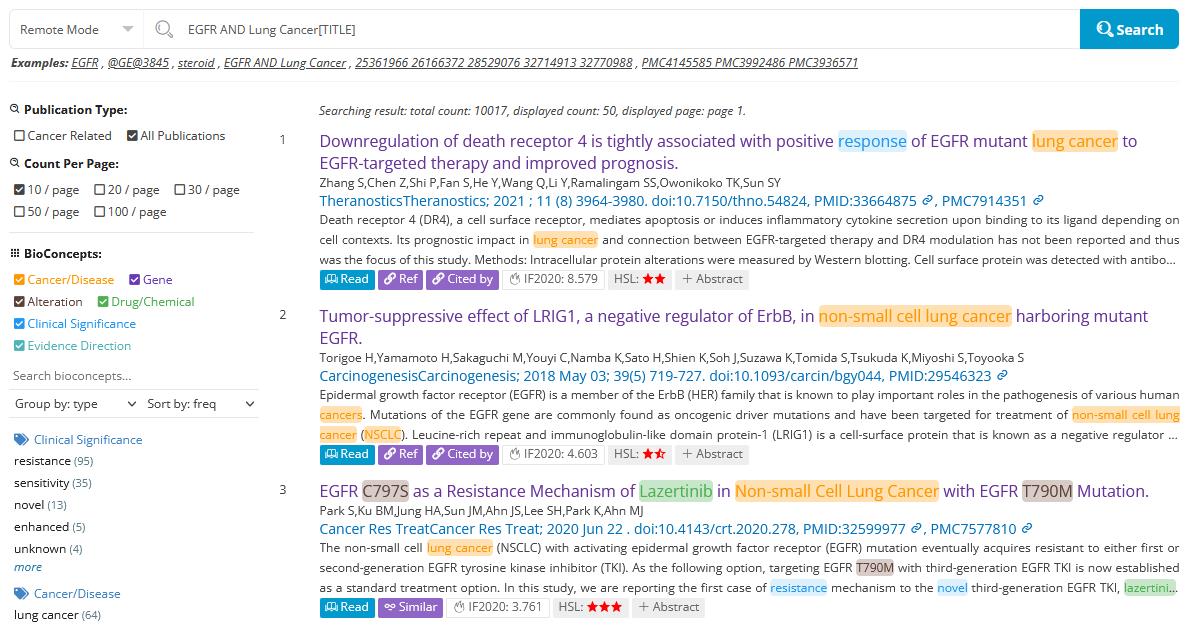 Remote Mode
EGFR AND Lung Cancer[TITLE]
Search
Examples: EGFR , @GE@3845 , steroid , EGFR AND Lung Cancer , 25361966 26166372 28529076 32714913 32770988 , PMC4145585 PMC3992486 PMC3936571
Publication Type:
Cancer Related All Publications
Count Per Page:
10 / page 20 / page 30 / page
50 / page 100 / page
BioConcepts:
Cancer/Disease Gene
Alteration Drug/Chemical
Clinical Significance
Evidence Direction
Search bioconcepts...
Group by: type Sort by: freq
Clinical Significance
resistance (95)
sensitivity (35)
novel (13)
enhanced (5)
unknown (4)
more
Cancer/Disease
lung cancer (64)
Searching result: total count: 10017, displayed count: 50, displayed page: page 1.
1
Downregulation of death receptor 4 is tightly associated with positive response of EGFR mutant lung cancer to
EGFR-targeted therapy and improved prognosis.
Zhang S,Chen Z,Shi P,Fan S,He Y,Wang Q,Li Y,Ramalingam SS,Owonikoko TK,Sun SY
TheranosticsTheranostics; 2021 ; 11 (8) 3964-3980. doi:10.7150/thno.54824, PMID:33664875 , PMC7914351
Death receptor 4 (DR4), a cell surface receptor, mediates apoptosis or induces inflammatory cytokine secretion upon binding to its ligand depending on
cell contexts. Its prognostic impact in lung cancer and connection between EGFR-targeted therapy and DR4 modulation has not been reported and thus
was the focus of this study. Methods: Intracellular protein alterations were measured by Western blotting. Cell surface protein was detected with antibo...
Read Ref Cited by IF2020: 8.579 HSL: + Abstract
2
Tumor-suppressive effect of LRIG1, a negative regulator of ErbB, in non-small cell lung cancer harboring mutant
EGFR.
Torigoe H,Yamamoto H,Sakaguchi M,Youyi C,Namba K,Sato H,Shien K,Soh J,Suzawa K,Tomida S,Tsukuda K,Miyoshi S,Toyooka S
CarcinogenesisCarcinogenesis; 2018 May 03; 39(5) 719-727. doi:10.1093/carcin/bgy044, PMID:29546323
Epidermal growth factor receptor (EGFR) is a member of the ErbB (HER) family that is known to play important roles in the pathogenesis of various human
cancers. Mutations of the EGFR gene are commonly found as oncogenic driver mutations and have been targeted for treatment of non-small cell lung
cancer (NSCLC). Leucine-rich repeat and immunoglobulin-like domain protein-1 (LRIG1) is a cell-surface protein that is known as a negative regulator ...
Read Ref Cited by IF2020: 4.603 HSL: + Abstract
3
EGFR C797S as a Resistance Mechanism of Lazertinib in Non-small Cell Lung Cancer with EGFR T790M Mutation.
Park S,Ku BM,Jung HA,Sun JM,Ahn JS,Lee SH,Park K,Ahn MJ
Cancer Res TreatCancer Res Treat; 2020 Jun 22 . doi:10.4143/crt.2020.278, PMID:32599977 , PMC7577810
The non-small cell lung cancer (NSCLC) with activating epidermal growth factor receptor (EGFR) mutation eventually acquires resistant to either first or
second-generation EGFR tyrosine kinase inhibitor (TKI). As the following option, targeting EGFR T790M with third-generation EGFR TKI is now established
as a standard treatment option. In this study, we are reporting the first case of resistance mechanism to the novel third-generation EGFR TKI, lazertini...
Read Similar IF2020: 3.761 HSL: + Abstract